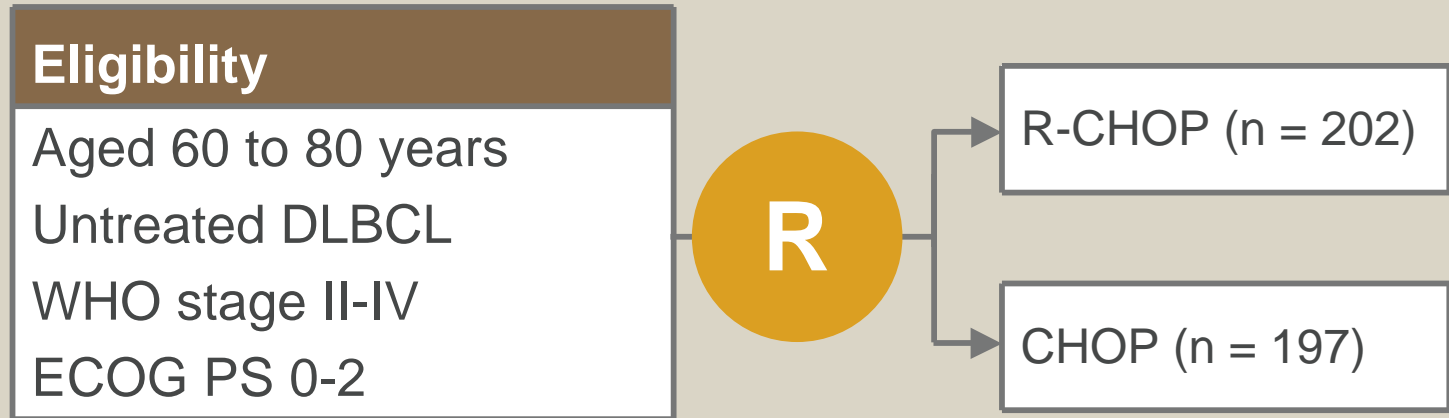 Eligibility
Aged 60 to 80 years
Untreated DLBCL
WHO stage II-IV
ECOG PS 0-2
R
R-CHOP (n = 202)
CHOP (n = 197)